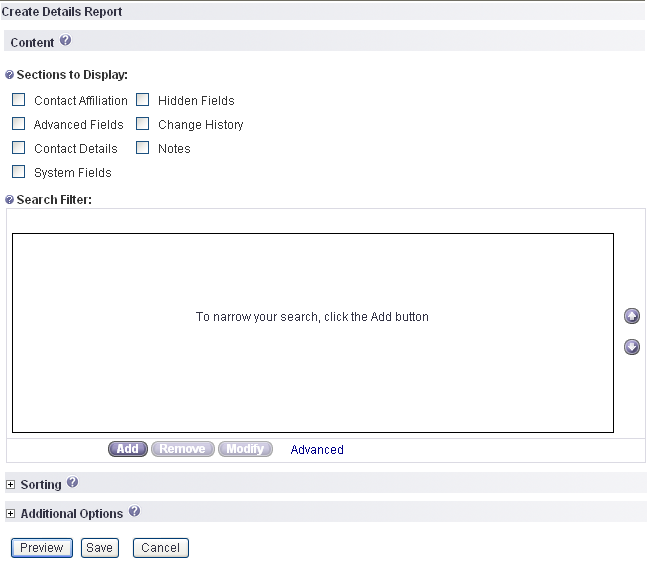 Create Details Report
Content
Sections to Display:
Contact Affiliation Hidden Fields
Advanced Fields Change History
Contact Details Notes
System Fields
Search Filter:
To narrow your search, click the Add button
Add Remove Modify Advanced
Sorting
Additional Options
Preview Save Cancel